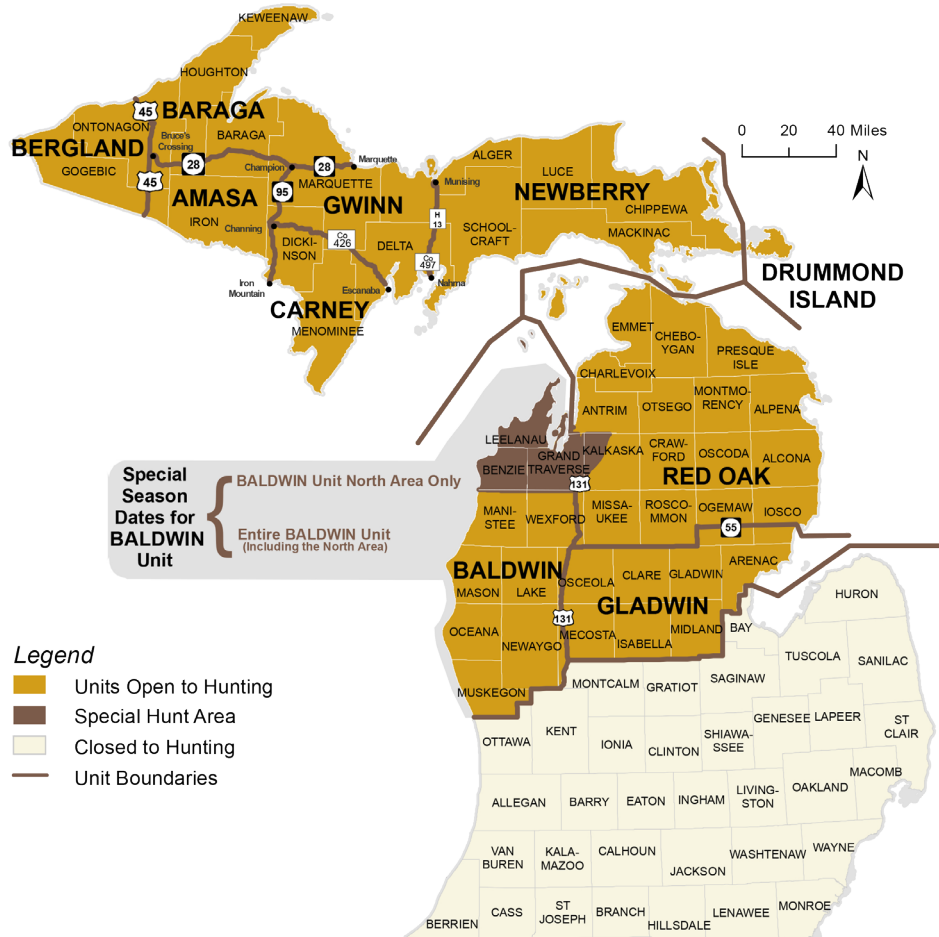 KEWEENAW
HOUGHTON
45
BARAGA
ONTONAGON
Bruce's
Crossing
BARAGA
BERGLAND
28
28
Champion
Marquette
GOGEBIC
45
95
MARQUETTE
AMASA
GWINN
IRON
Channing
DICKI-
NSON
Co
426
DELTA
Iron
Mountain
Escanaba
CARNEY
MENOMINEE
ALGER
Munising
LUCE
NEWBERRY
CHIPPEWA
H
13
SCHOOL-
CRAFT
MACKINAC
Co
497
Nahma
0 20 40 Miles
N
DRUMMOND
ISLAND
EMMET
CHEBO-
YGAN
PRESQUE
ISLE
CHARLEVOIX
ANTRIM
OTSEGO
MONTMO-
RENCY
ALPENA
LEELANAU
KALKASKA
CRAW-
FORD
OSCODA
ALCONA
BENZIE
GRAND
TRAVERSE
RED OAK
131
MANI-
STEE
WEXFORD
MISSA-
UKEE
ROSCO-
MMON
OGEMAW
IOSCO
55
Special
Season
Dates for
BALDWIN
Unit
BALDWIN Unit North Area Only
Entire BALDWIN Unit
(Including the North Area)
BALDWIN
MASON
LAKE
OSCEOLA
CLARE
GLADWIN
ARENAC
GLADWIN
131
OCEANA
NEWAYGO
MECOSTA
ISABELLA
MIDLAND
BAY
HURON
MUSKEGON
MONTCALM
GRATIOT
SAGINAW
TUSCOLA
SANILAC
OTTAWA
KENT
IONIA
CLINTON
SHIAWA-
SSEE
GENESEE
LAPEER
ST
CLAIR
ALLEGAN
BARRY
EATON
INGHAM
LIVING-
STON
OAKLAND
MACOMB
VAN
BUREN
KALA-
MAZOO
CALHOUN
JACKSON
WASHTENAW
WAYNE
BERRIEN
CASS
ST
JOSEPH
BRANCH
HILLSDALE
LENAWEE
MONROE
Legend
Units Open to Hunting
Special Hunt Area
Closed to Hunting
Unit Boundaries